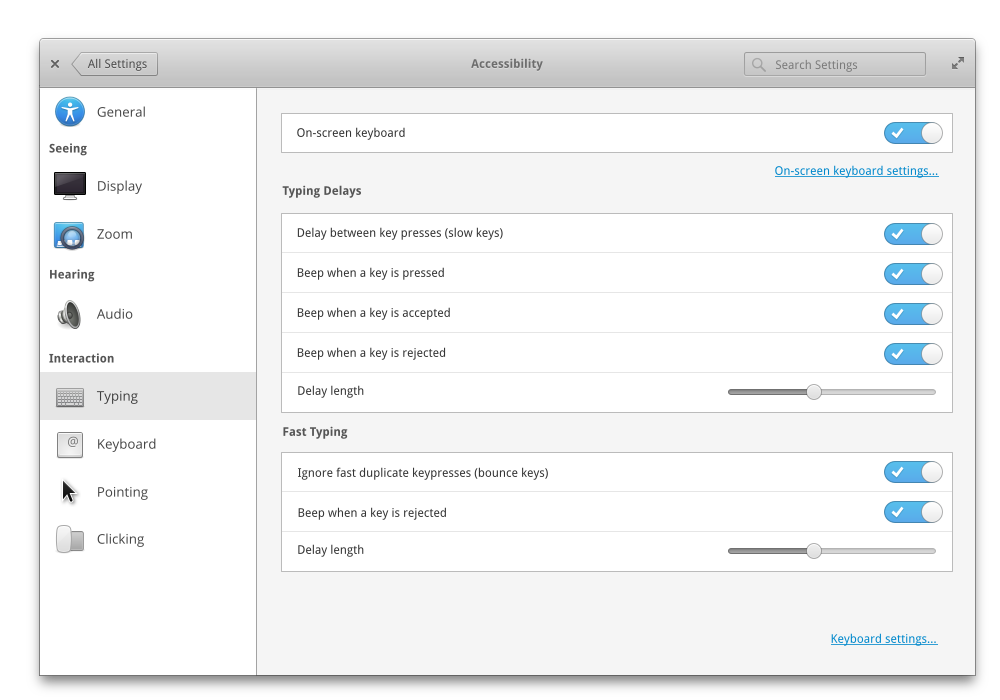 All Settings
Accessibility
Search Settings
General
Seeing
Display
Zoom
Hearing
Audio
Interaction
Typing
Keyboard
@
Pointing
Clicking
On-screen keyboard
On-screen keyboard settings...
Typing Delays
Delay between key presses (slow keys)
Beep when a key is pressed
Beep when a key is accepted
Beep when a key is rejected
Delay length
Fast Typing
Ignore fast duplicate keypresses (bounce keys)
Beep when a key is rejected
Delay length
Keyboard settings...